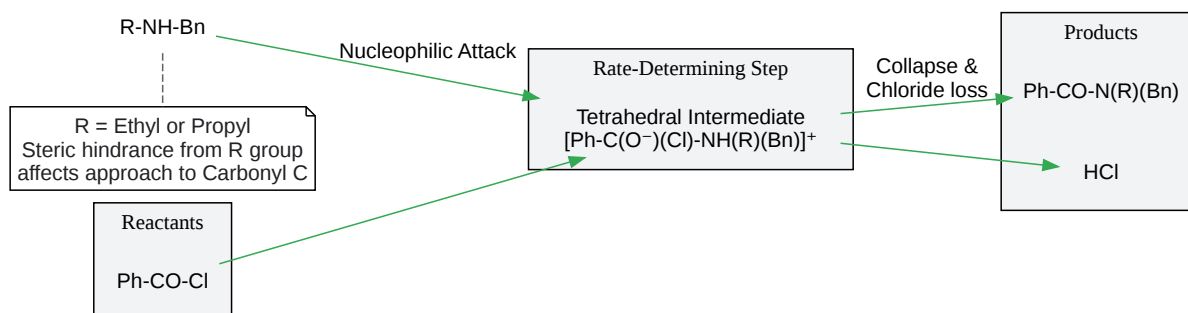 R-NH-Bn
R = Ethyl or Propyl
Steric hindrance from R group
affects approach to Carbonyl C
Reactants
Ph-CO-Cl
Nucleophilic Attack
Rate-Determining Step
Tetrahedral Intermediate
[Ph-C(O⁻)(Cl)-NH(R)(Bn)]⁺
Collapse &
Chloride loss
Products
Ph-CO-N(R)(Bn)
HCl